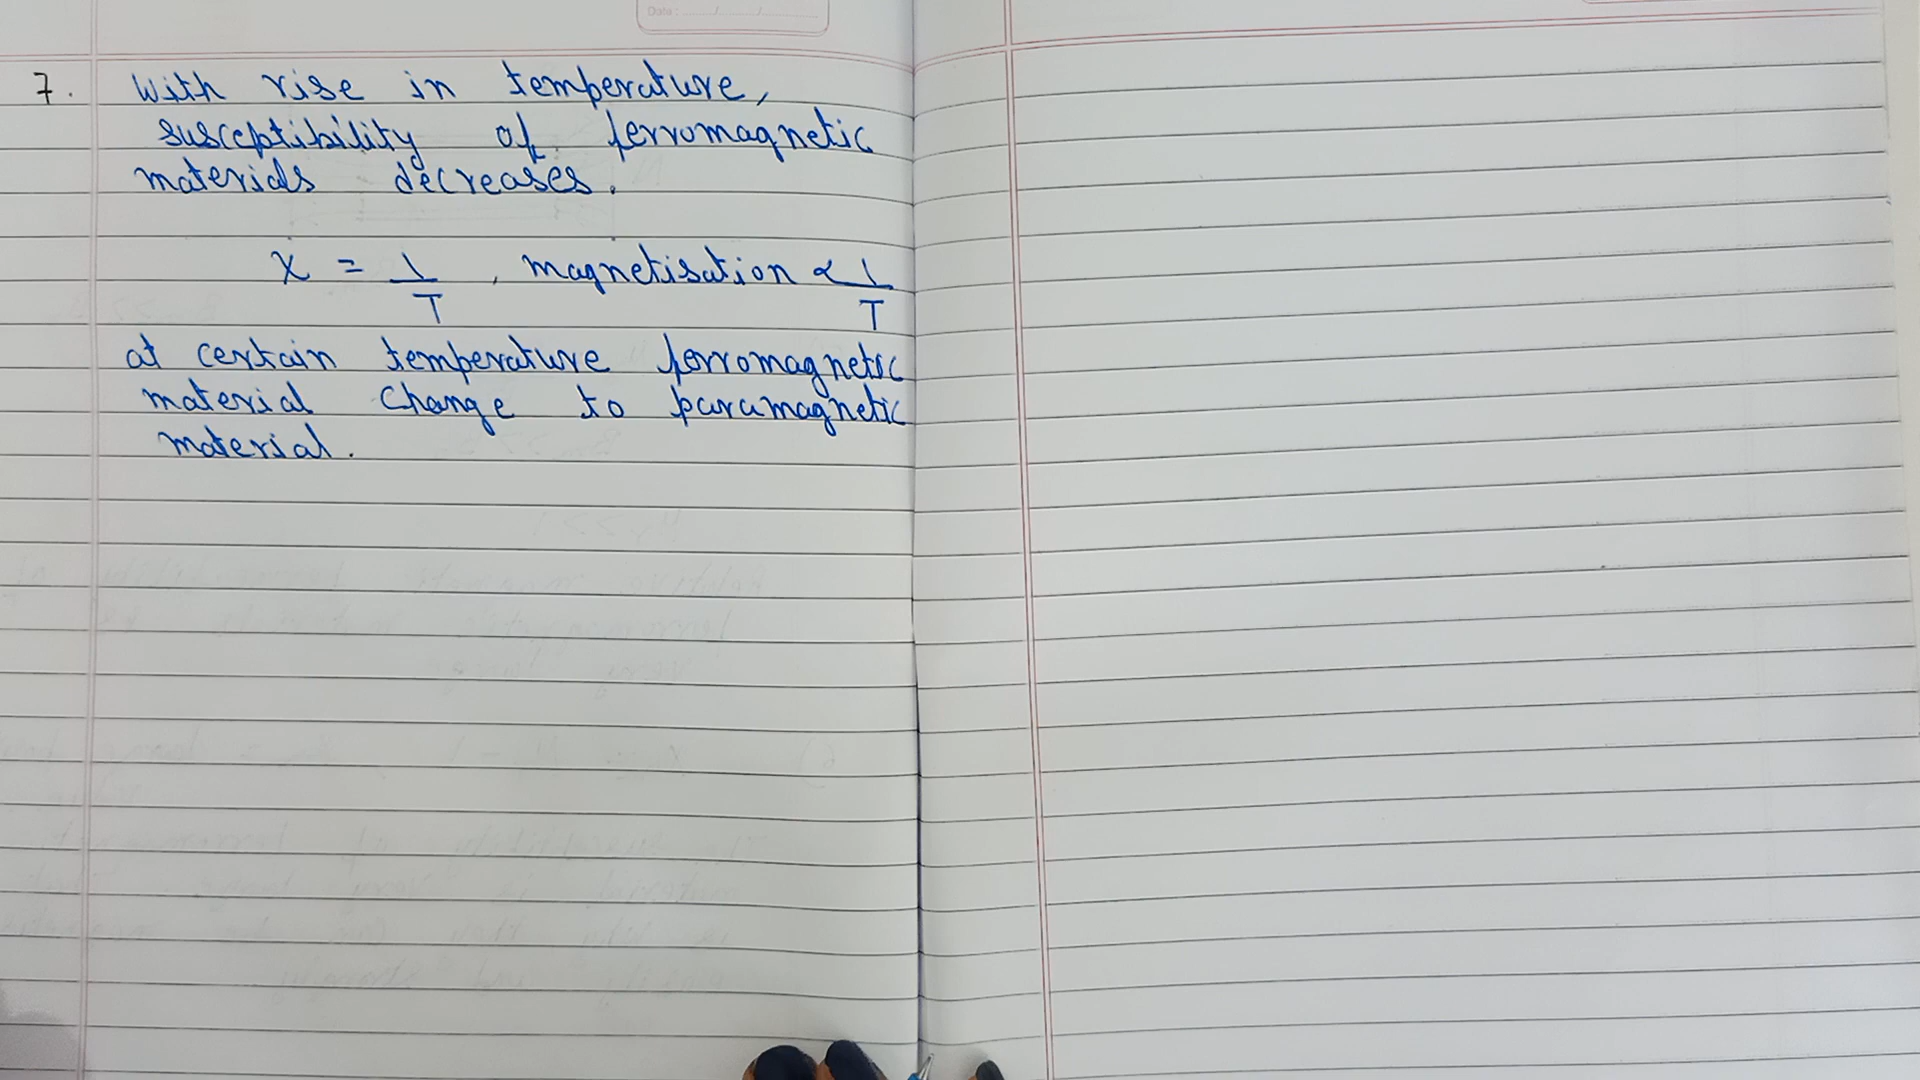 Date: ....../....../......
7. With rise in temperature,
susceptibility of ferromagnetic
materials decreases.
χ = 1/T , magnetisation ∝ 1/T
at certain temperature ferromagnetic
material change to paramagnetic
material.